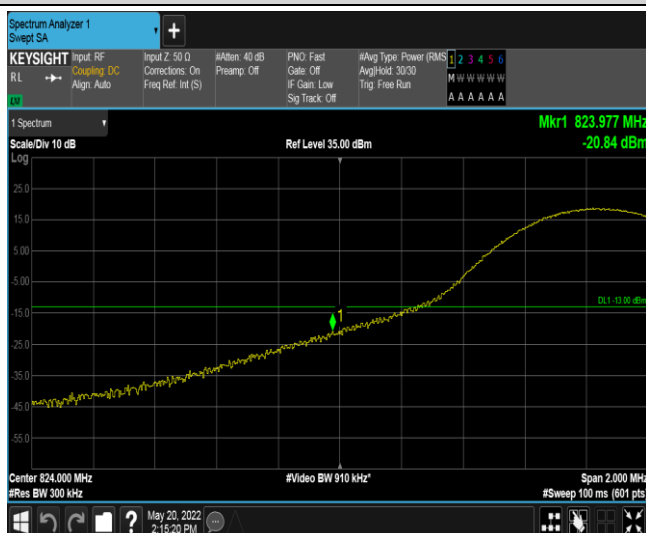 Spectrum Analyzer 1
Swept SA
+
KEYSIGHT Input: RF Input Z: 50 Ω #Atten: 40 dB PNO: Fast #Avg Type: Power (RMS 1 2 3 4 5 6
RL Coupling: DC Corrections: On Preamp: Off Gate: Off Avg|Hold: 30/30 M W W W W W
Align: Auto Freq Ref: Int (S) IF Gain: Low Trig: Free Run
Sig Track: Off A A A A A A
1 Spectrum Mkr1 823.977 MHz
Scale/Div 10 dB Ref Level 35.00 dBm -20.84 dBm
Log
25.0
15.0
5.00
-5.00
DL1 -13.00 dBm
-15.0
1
-25.0
-35.0
-45.0
-55.0
Center 824.000 MHz #Video BW 910 kHz* Span 2.000 MHz
#Res BW 300 kHz #Sweep 100 ms (601 pts)
? May 20, 2022
2:15:20 PM